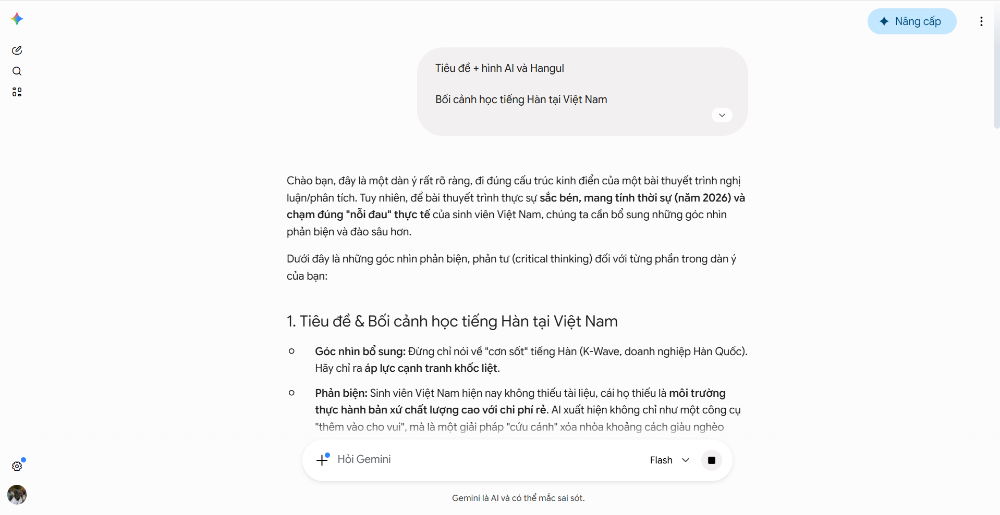 Nâng cấp
Tiêu đề + hình AI và Hangul
Bối cảnh học tiếng Hàn tại Việt Nam
Chào bạn, đây là một dàn ý rất rõ ràng, đi đúng cấu trúc kinh điển của một bài thuyết trình nghị
luận/phân tích. Tuy nhiên, để bài thuyết trình thực sự sắc bén, mang tính thời sự (năm 2026) và
chạm đúng "nỗi đau" thực tế của sinh viên Việt Nam, chúng ta cần bổ sung những góc nhìn
phản biện và đào sâu hơn.
Dưới đây là những góc nhìn phản biện, phản tư (critical thinking) đối với từng phần trong dàn ý
của bạn:
1. Tiêu đề & Bối cảnh học tiếng Hàn tại Việt Nam
Góc nhìn bổ sung: Đừng chỉ nói về "cơn sốt" tiếng Hàn (K-Wave, doanh nghiệp Hàn Quốc).
Hãy chỉ ra áp lực cạnh tranh khốc liệt.
Phản biện: Sinh viên Việt Nam hiện nay không thiếu tài liệu, cái họ thiếu là môi trường
thực hành bản xứ chất lượng cao với chi phí rẻ. AI xuất hiện không chỉ như một công cụ
"thêm vào cho vui", mà là một giải pháp "cứu cánh" xóa nhòa khoảng cách giàu nghèo
Hỏi Gemini
Flash
Gemini là AI và có thể mắc sai sót.